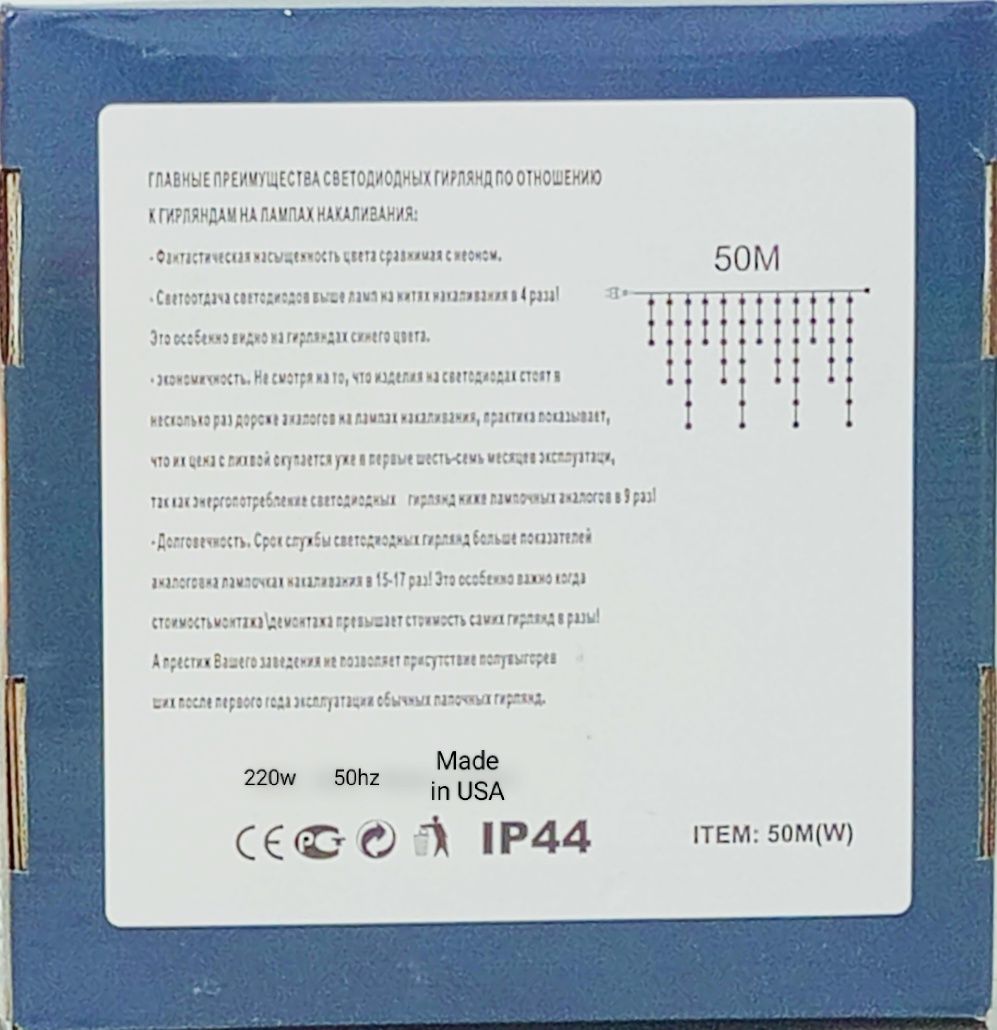 ГЛАВНЫЕ ПРЕИМУЩЕСТВА СВЕТОДИОДНЫХ ГИРЛЯНД ПО ОТНОШЕНИЮ
К ГИРЛЯНДАМ НА ЛАМПАХ НАКАЛИВАНИЯ:
- Фантастическая насыщенность цвета сравнимая с неоном.
- Светоотдача светодиодов выше ламп на нитях накаливания в 4 раза!
Это особенно видно на гирляндах синего цвета.
- экономичность. Не смотря на то, что изделия на светодиодах стоят в
несколько раз дороже аналогов на лампах накаливания, практика показывает,
что их цена с лихвой окупается уже в первые шесть-семь месяцев эксплуатаци,
так как энергопотребление светодиодных гирлянд ниже лампочных аналогов в 9 раз!
- Долговечность. Срок службы светодиодных гирлянд больше показателей
аналоговна лампочках накаливания в 15-17 раз! Это особенно важно когда
стоимостьмонтажа\демонтажа превышает стоимость самих гирлянд в разы!
А престиж Вашего заведения не позволяет присутствие полувыгорев
ших после первого года эксплуатации обычных лапочных гирлянд.
50M
220w 50hz Made
in USA
CE PCT IP44
ITEM: 50M(W)